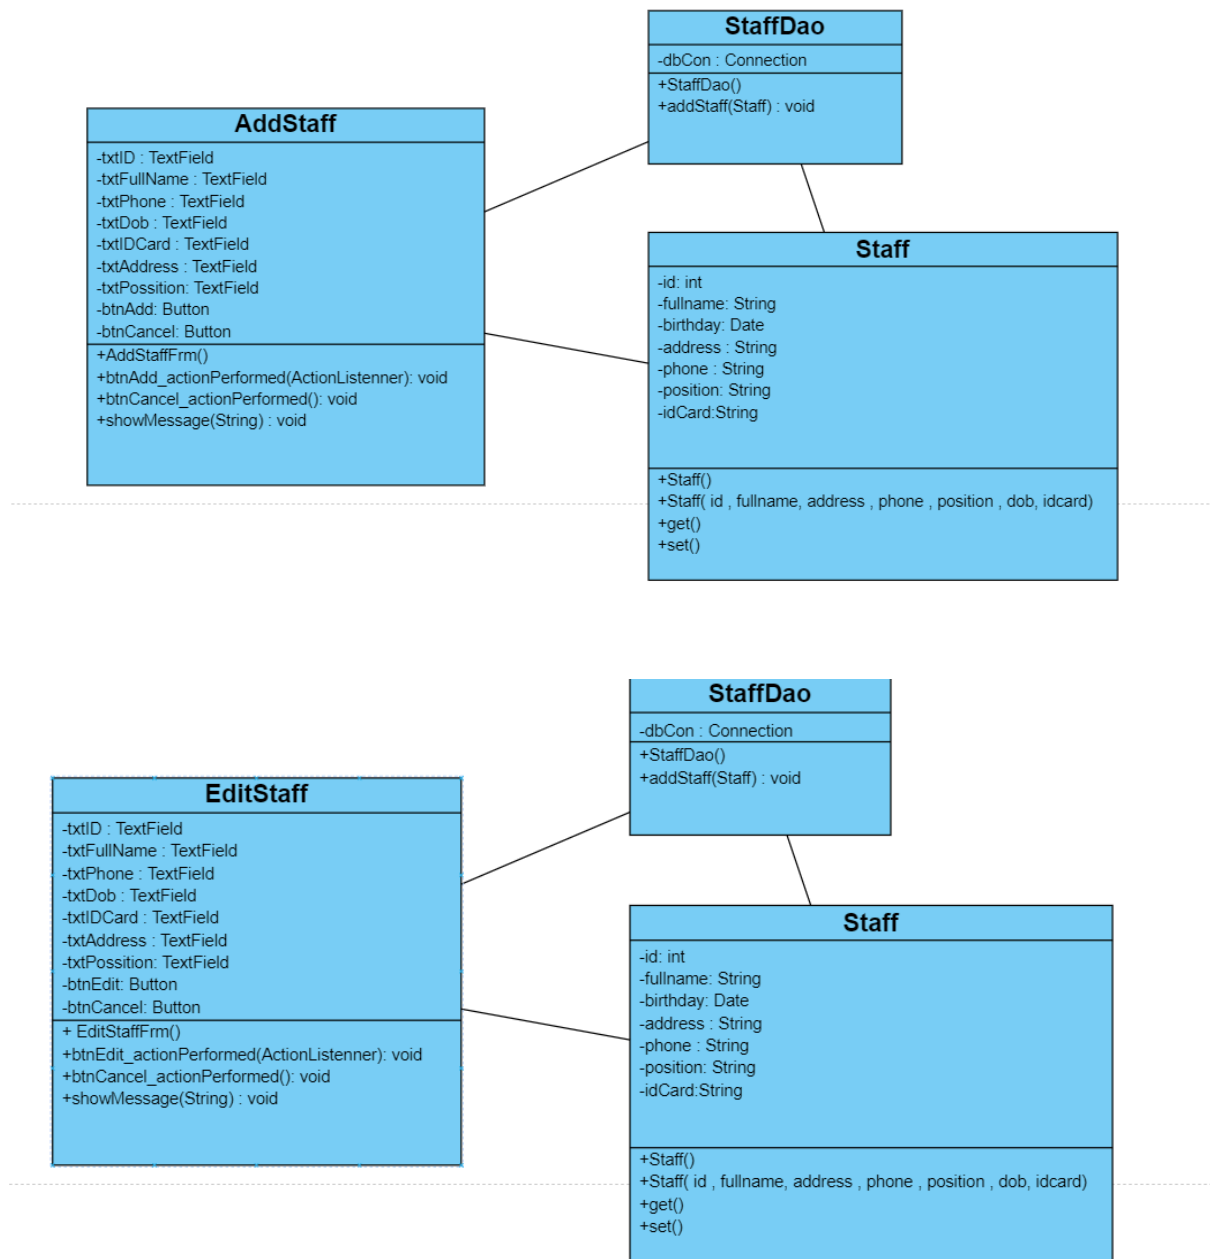 StaffDao
-dbCon : Connection
+StaffDao()
+addStaff(Staff) : void
AddStaff
-txtID : TextField
-txtFullName : TextField
-txtPhone : TextField
-txtDob : TextField
-txtIDCard : TextField
-txtAddress : TextField
-txtPossition: TextField
-btnAdd: Button
-btnCancel: Button
+AddStaffFrm()
+btnAdd_actionPerformed(ActionListenner): void
+btnCancel_actionPerformed(): void
+showMessage(String) : void
Staff
-id: int
-fullname: String
-birthday: Date
-address : String
-phone : String
-position: String
-idCard:String
+Staff()
+Staff( id , fullname, address , phone , position , dob, idcard)
+get()
+set()
StaffDao
-dbCon : Connection
+StaffDao()
+addStaff(Staff) : void
EditStaff
-txtID : TextField
-txtFullName : TextField
-txtPhone : TextField
-txtDob : TextField
-txtIDCard : TextField
-txtAddress : TextField
-txtPossition: TextField
-btnEdit: Button
-btnCancel: Button
+ EditStaffFrm()
+btnEdit_actionPerformed(ActionListenner): void
+btnCancel_actionPerformed(): void
+showMessage(String) : void
Staff
-id: int
-fullname: String
-birthday: Date
-address : String
-phone : String
-position: String
-idCard:String
+Staff()
+Staff( id , fullname, address , phone , position , dob, idcard)
+get()
+set()